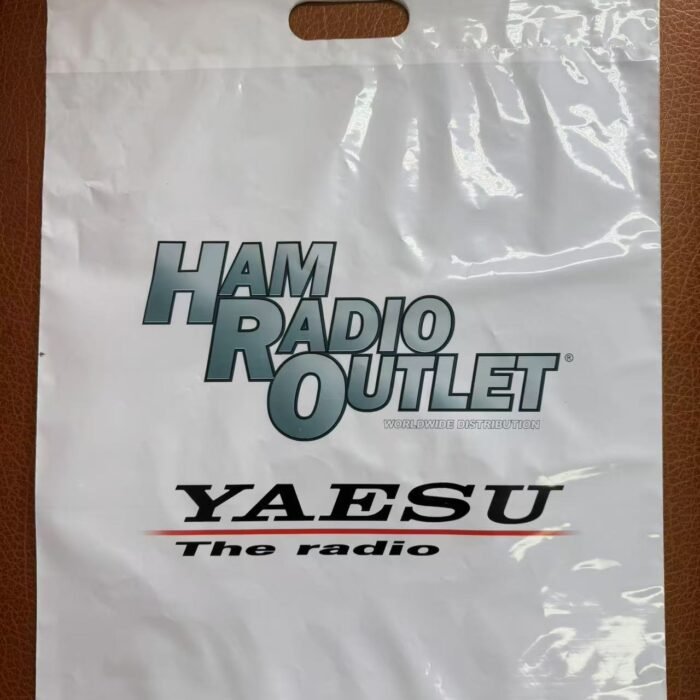 HAM
RADIO
OUTLET®
WORLDWIDE DISTRIBUTION
YAESU
The radio